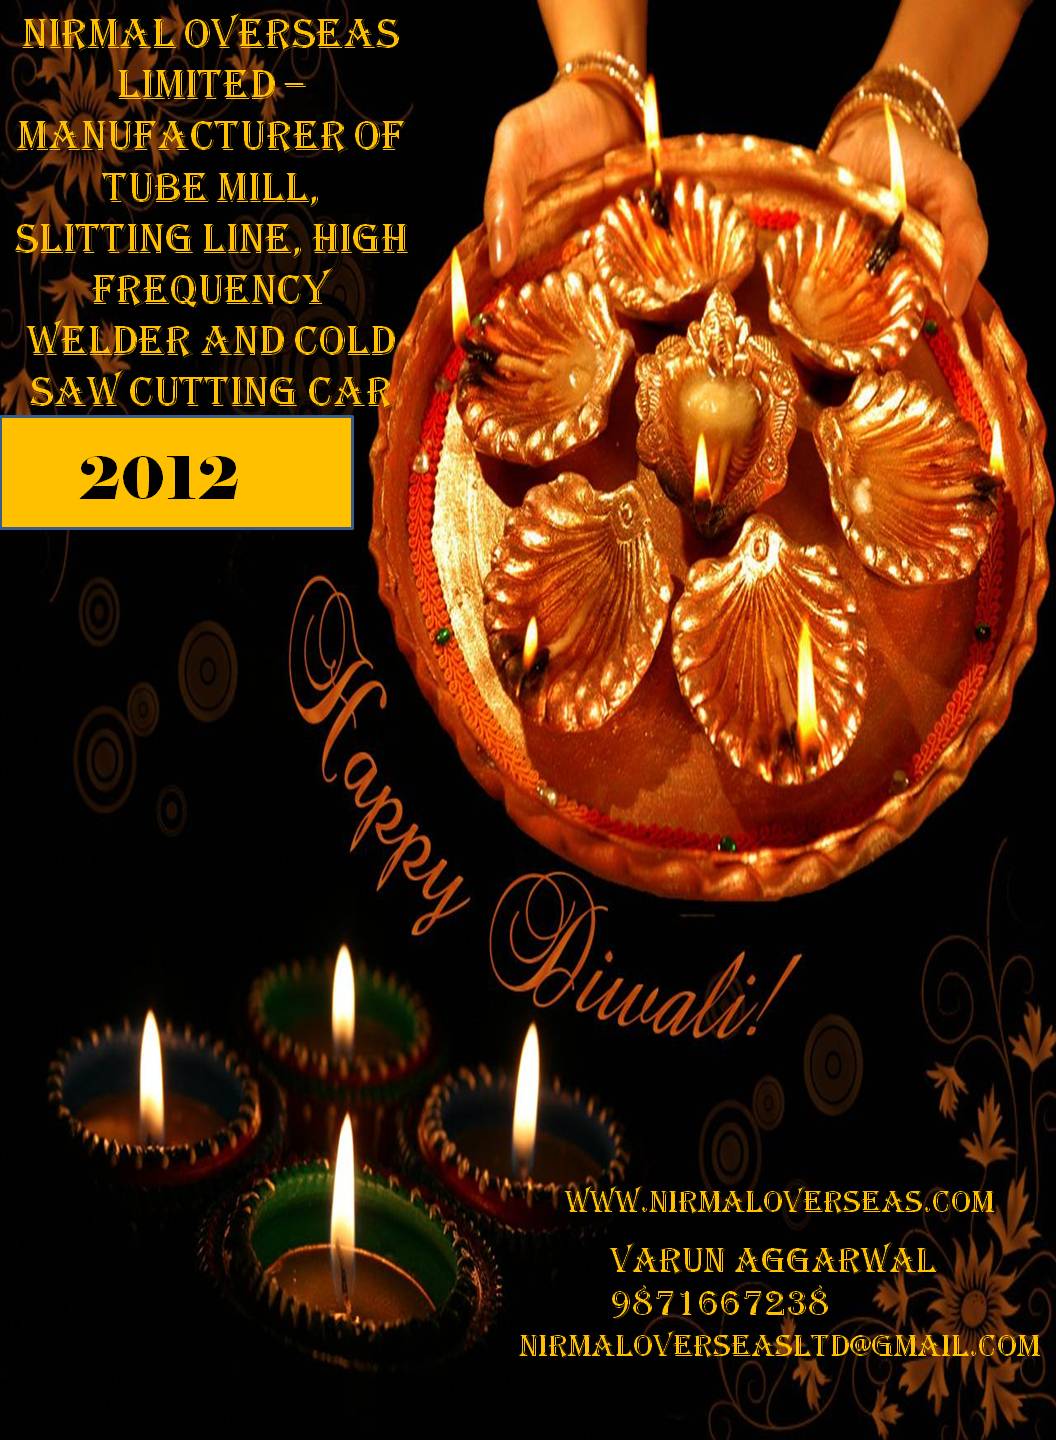 NIRMAL OVERSEAS
LIMITED –
MANUFACTURER OF
TUBE MILL,
SLITTING LINE, HIGH
FREQUENCY
WELDER AND COLD
SAW CUTTING CAR
2012
Happy Diwali!
WWW.NIRMALOVERSEAS.COM
VARUN AGGARWAL
9871667238
NIRMALOVERSEASLTD@GMAIL.COM